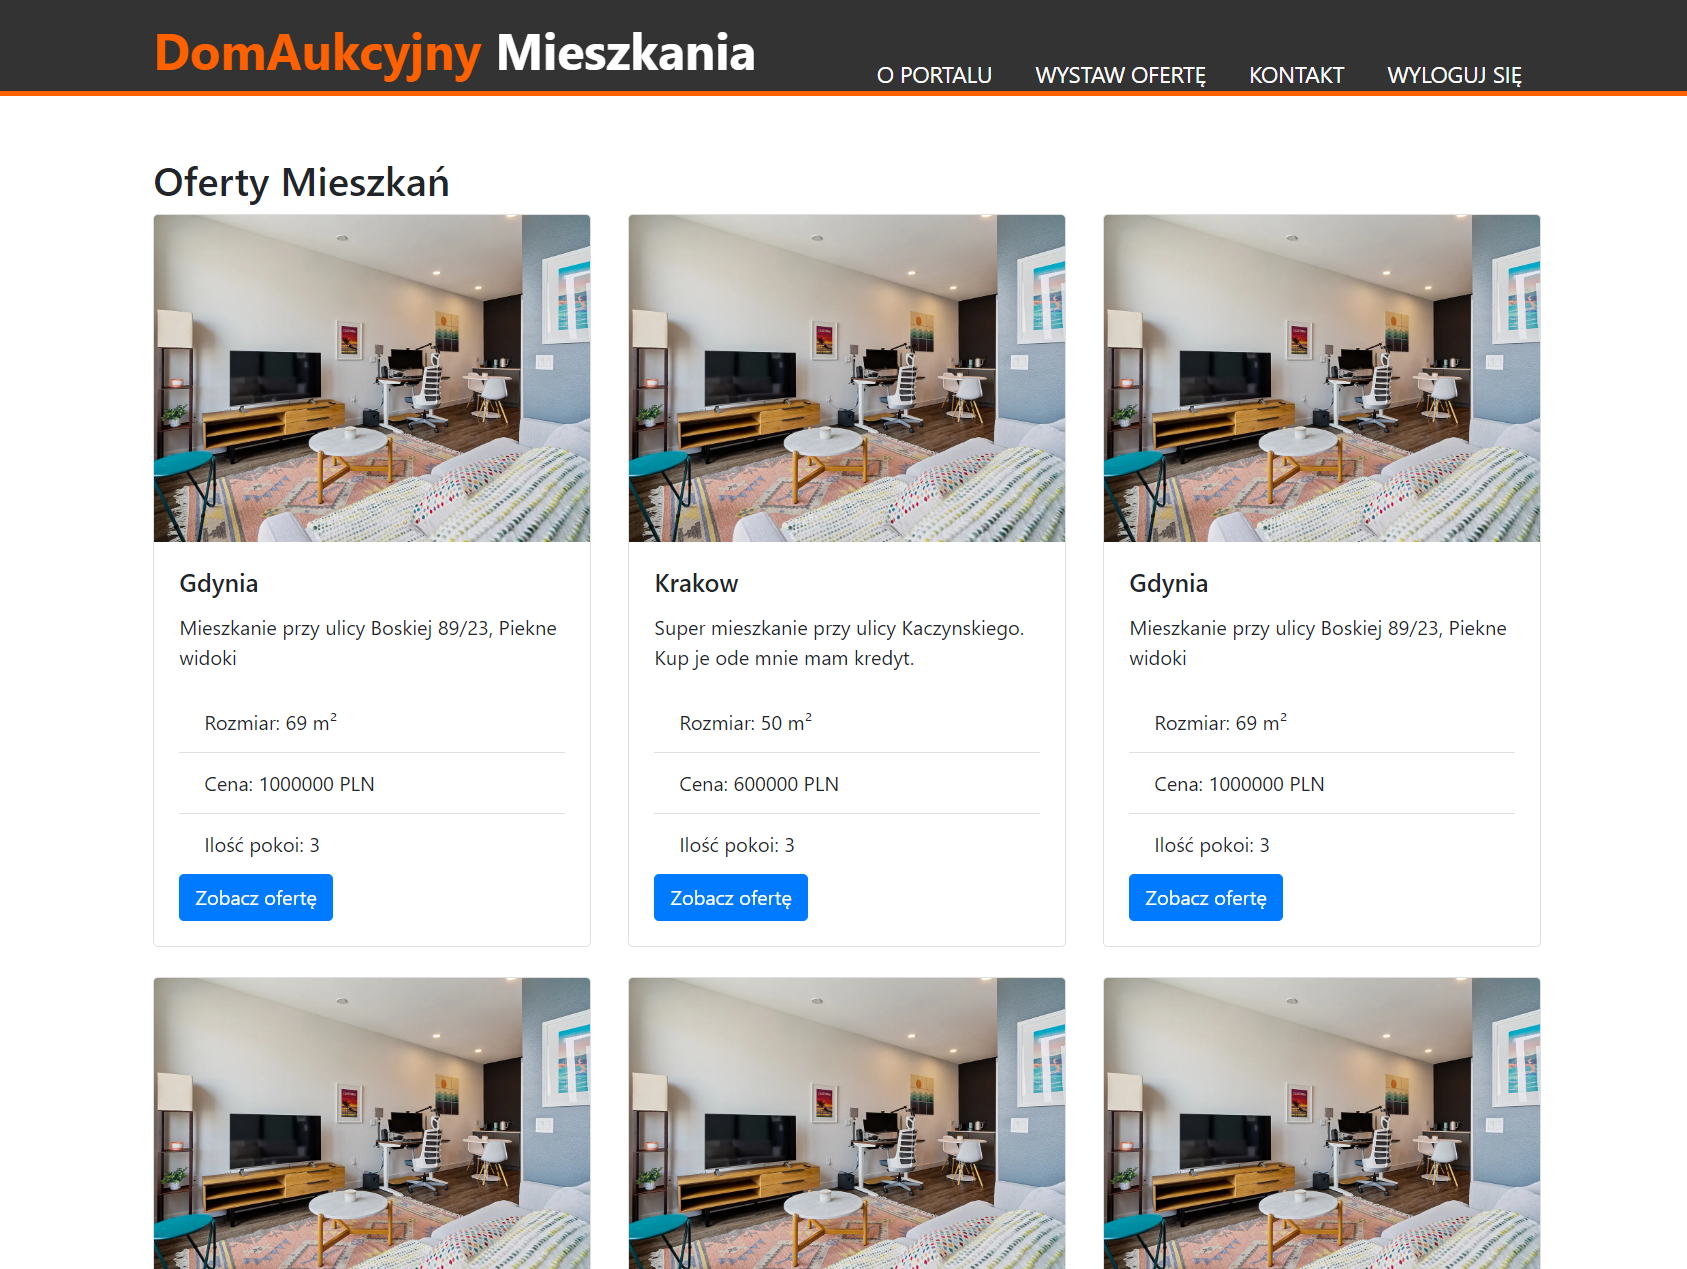 DomAukcyjny Mieszkania
O PORTALU WYSTAW OFERTĘ KONTAKT WYLOGUJ SIĘ
Oferty Mieszkań
Gdynia
Mieszkanie przy ulicy Boskiej 89/23, Piekne
widoki
Rozmiar: 69 m²
Cena: 1000000 PLN
Ilość pokoi: 3
Zobacz ofertę
Krakow
Super mieszkanie przy ulicy Kaczynskiego.
Kup je ode mnie mam kredyt.
Rozmiar: 50 m²
Cena: 600000 PLN
Ilość pokoi: 3
Zobacz ofertę
Gdynia
Mieszkanie przy ulicy Boskiej 89/23, Piekne
widoki
Rozmiar: 69 m²
Cena: 1000000 PLN
Ilość pokoi: 3
Zobacz ofertę